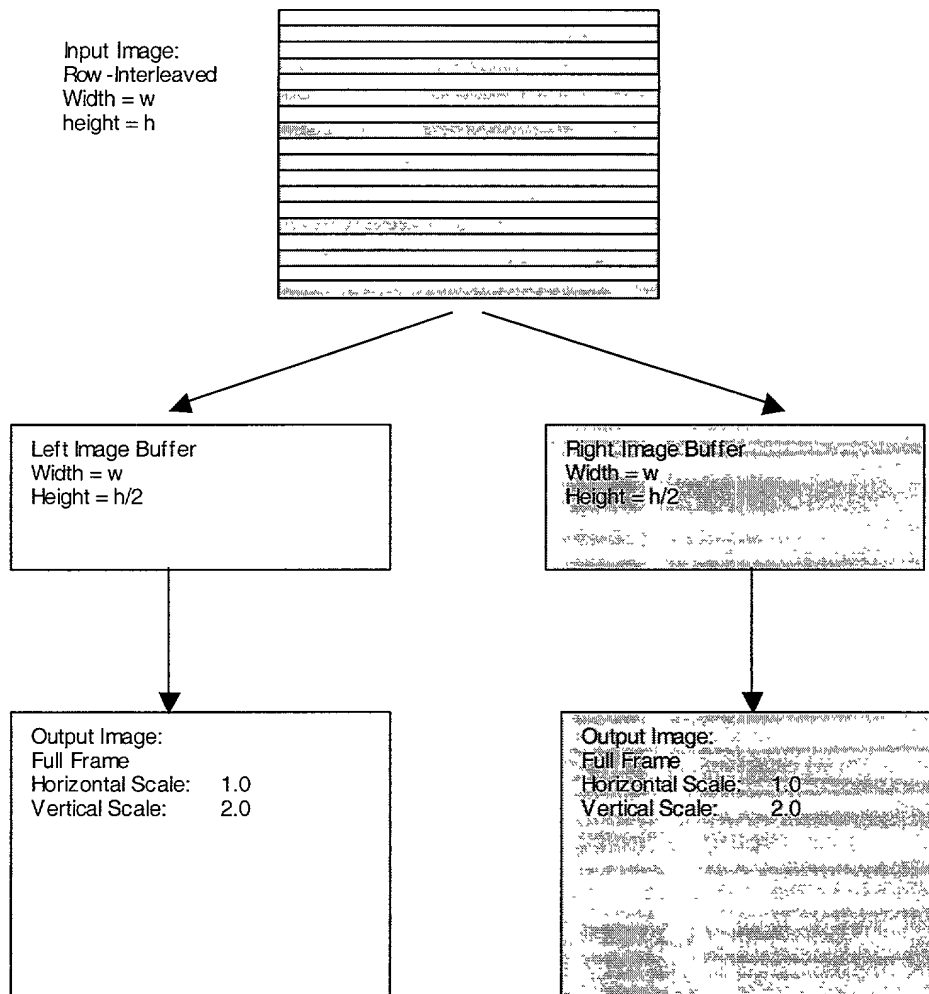 Input Image:
Row-Interleaved
Width = w
height = h
Left Image Buffer
Width = w
Height = h/2
Right Image Buffer
Width = w
Height = h/2
Output Image:
Full Frame
Horizontal Scale: 1.0
Vertical Scale: 2.0
Output Image:
Full Frame
Horizontal Scale: 1.0
Vertical Scale: 2.0